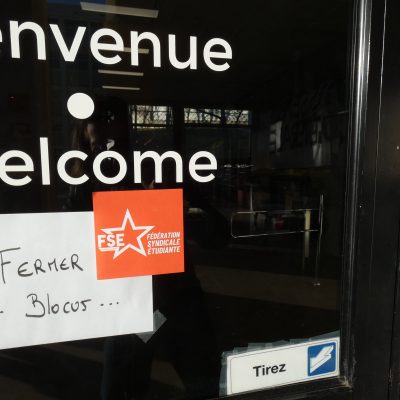 envenue
elcome
FSE
FÉDÉRATION
SYNDICALE
ÉTUDIANTE
FERMER
. BLOCUS ...
Tirez